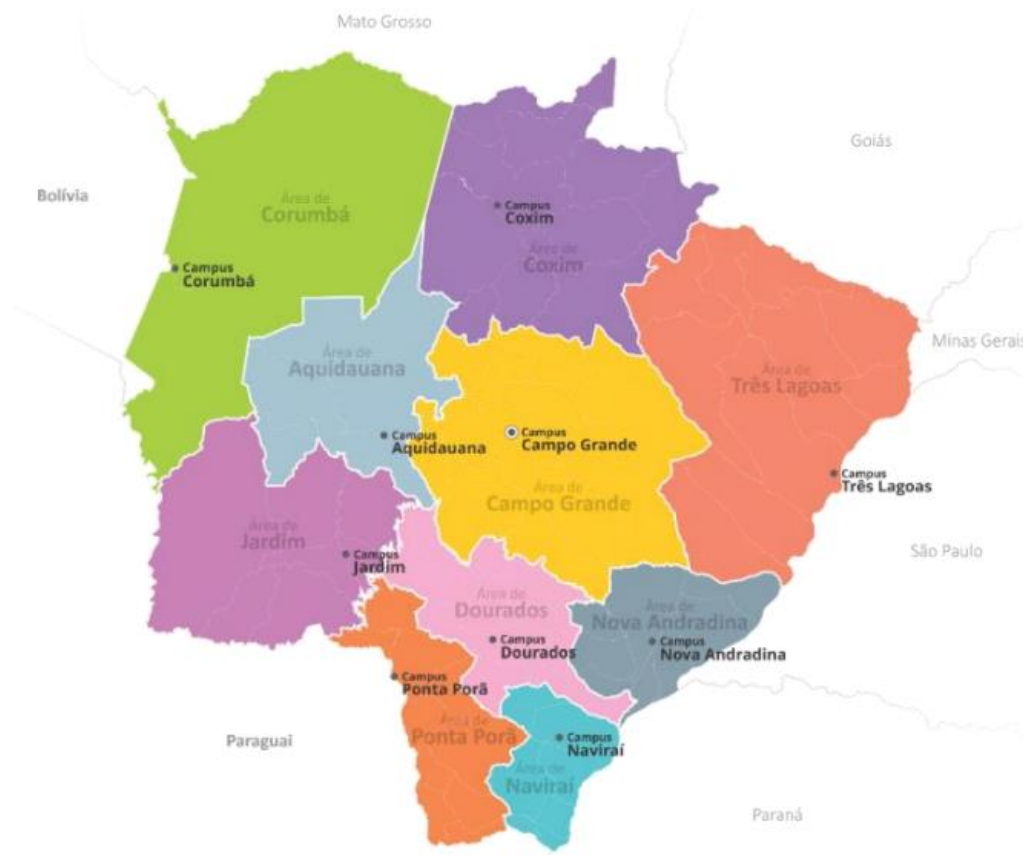 Mato Grosso
Goiás
Bolívia
Área de
Corumbá
Campus
Coxim
Área de
Coxim
Campus
Corumbá
Minas Gerais
Área de
Aquidauana
Área de
Três Lagoas
Campus
Aquidauana
Campus
Campo Grande
Campus
Três Lagoas
Área de
Campo Grande
Área de
Jardim
Campus
Jardim
São Paulo
Área de
Dourados
Área de
Nova Andradina
Campus
Dourados
Campus
Nova Andradina
Campus
Ponta Porã
Área de
Ponta Porã
Paraguai
Campus
Naviraí
Área de
Naviraí
Paraná